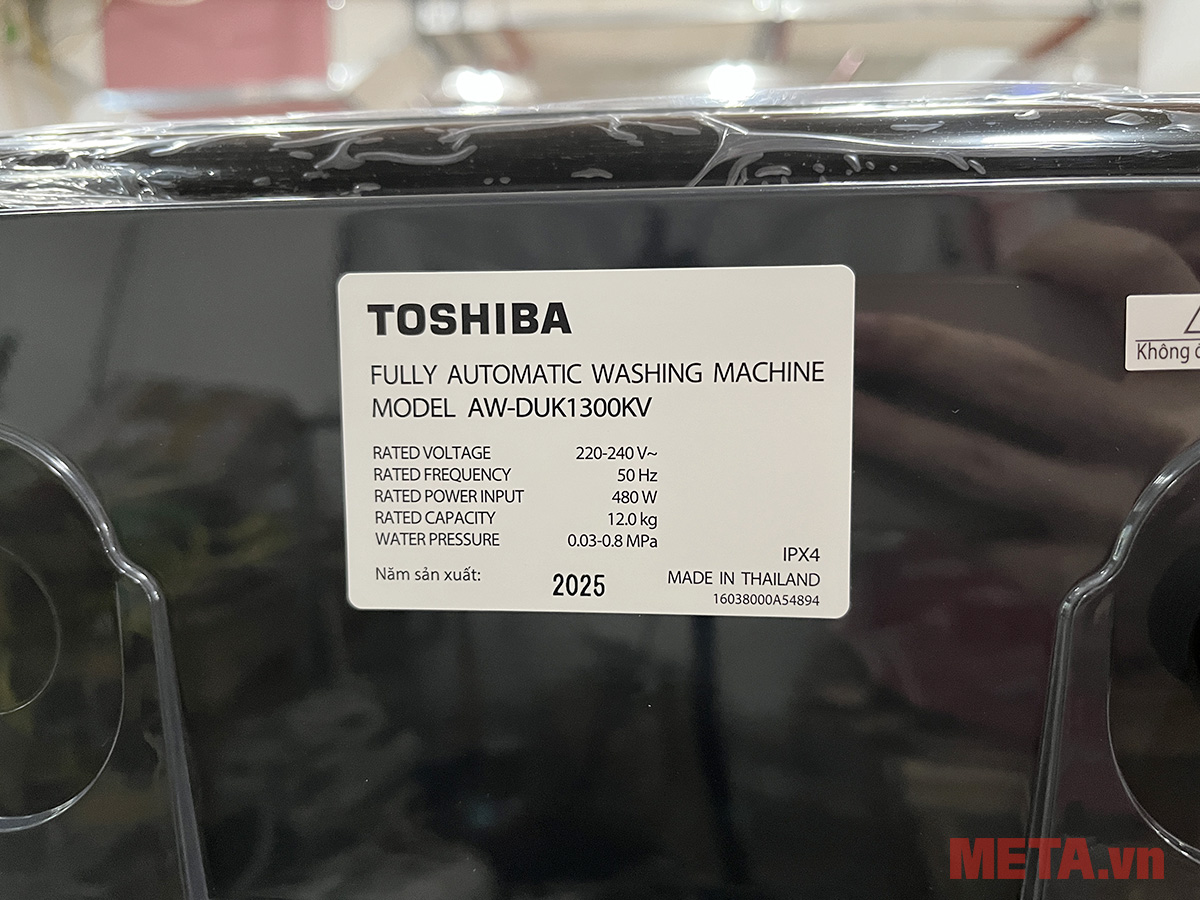 TOSHIBA
FULLY AUTOMATIC WASHING MACHINE
MODEL AW-DUK1300KV
RATED VOLTAGE 220-240 V~
RATED FREQUENCY 50 Hz
RATED POWER INPUT 480 W
RATED CAPACITY 12.0 kg
WATER PRESSURE 0.03-0.8 MPa
IPX4
Năm sản xuất: 2025
MADE IN THAILAND
16038000A54894
Không
META.vn